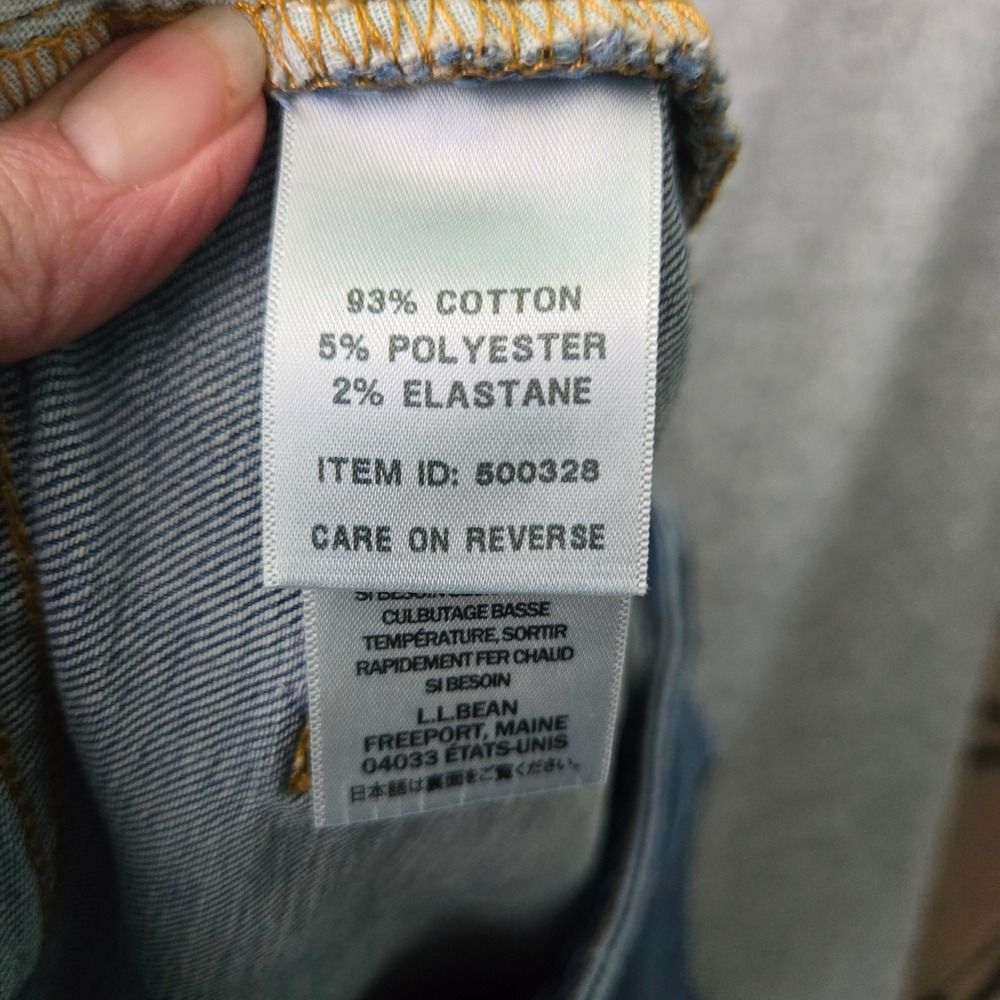 93% COTTON
5% POLYESTER
2% ELASTANE
ITEM ID: 500328
CARE ON REVERSE
SI BESOIN
CULBUTAGE BASSE
TEMPÉRATURE, SORTIR
RAPIDEMENT FER CHAUD
SI BESOIN
L.L.BEAN
FREEPORT, MAINE
04033 ÉTATS-UNIS
日本語は裏面をご覧ください。